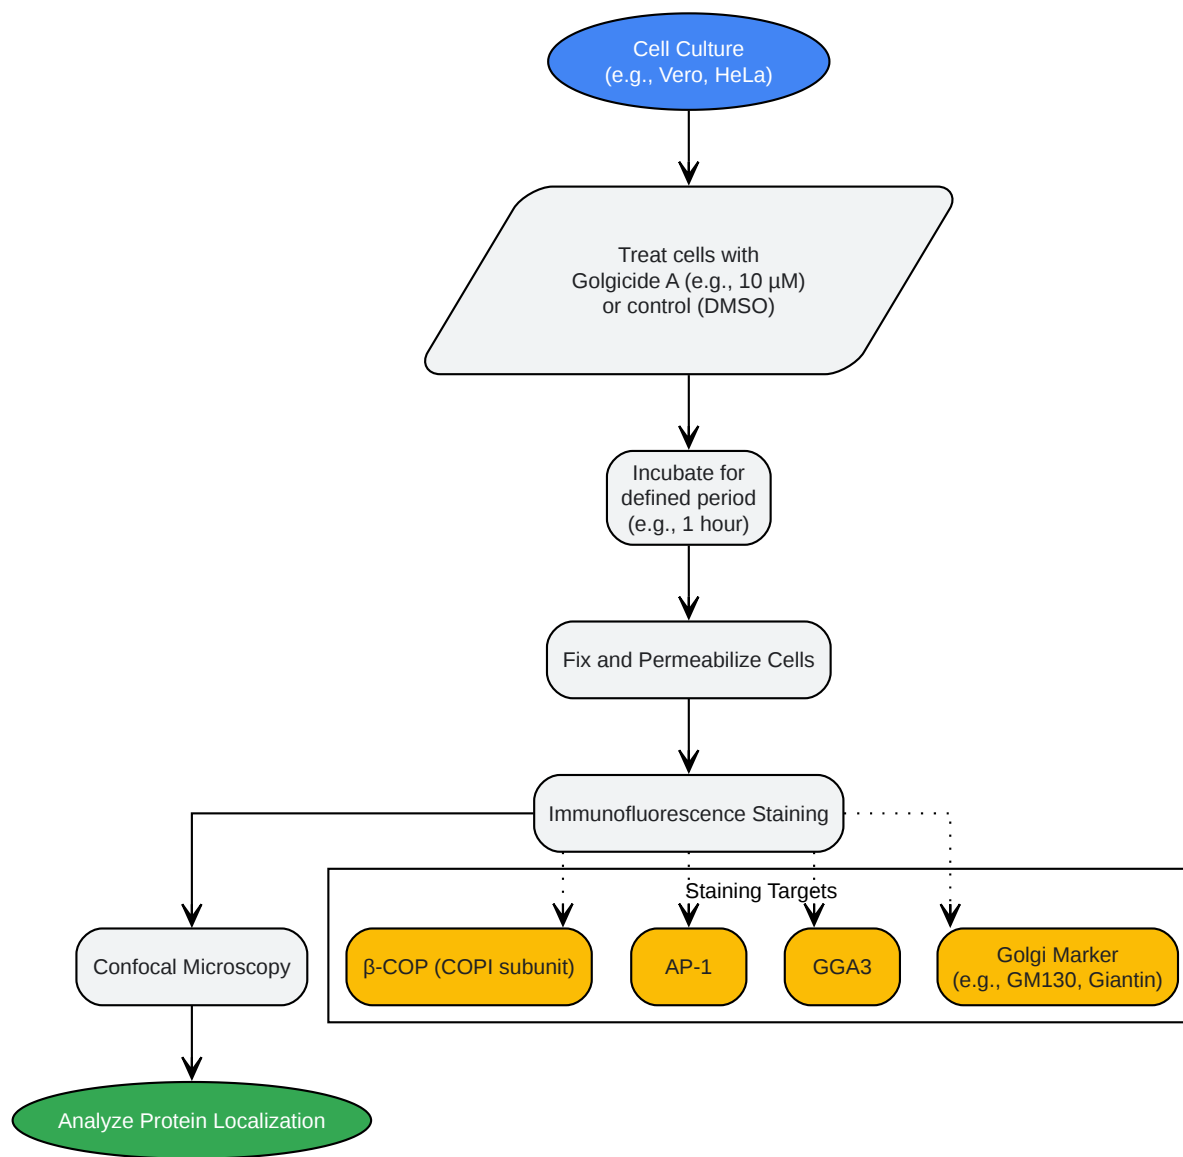 Cell Culture
(e.g., Vero, HeLa)
Treat cells with
Golgicide A (e.g., 10 µM)
or control (DMSO)
Incubate for
defined period
(e.g., 1 hour)
Fix and Permeabilize Cells
Immunofluorescence Staining
Staining Targets
Confocal Microscopy
β-COP (COPI subunit)
AP-1
GGA3
Golgi Marker
(e.g., GM130, Giantin)
Analyze Protein Localization